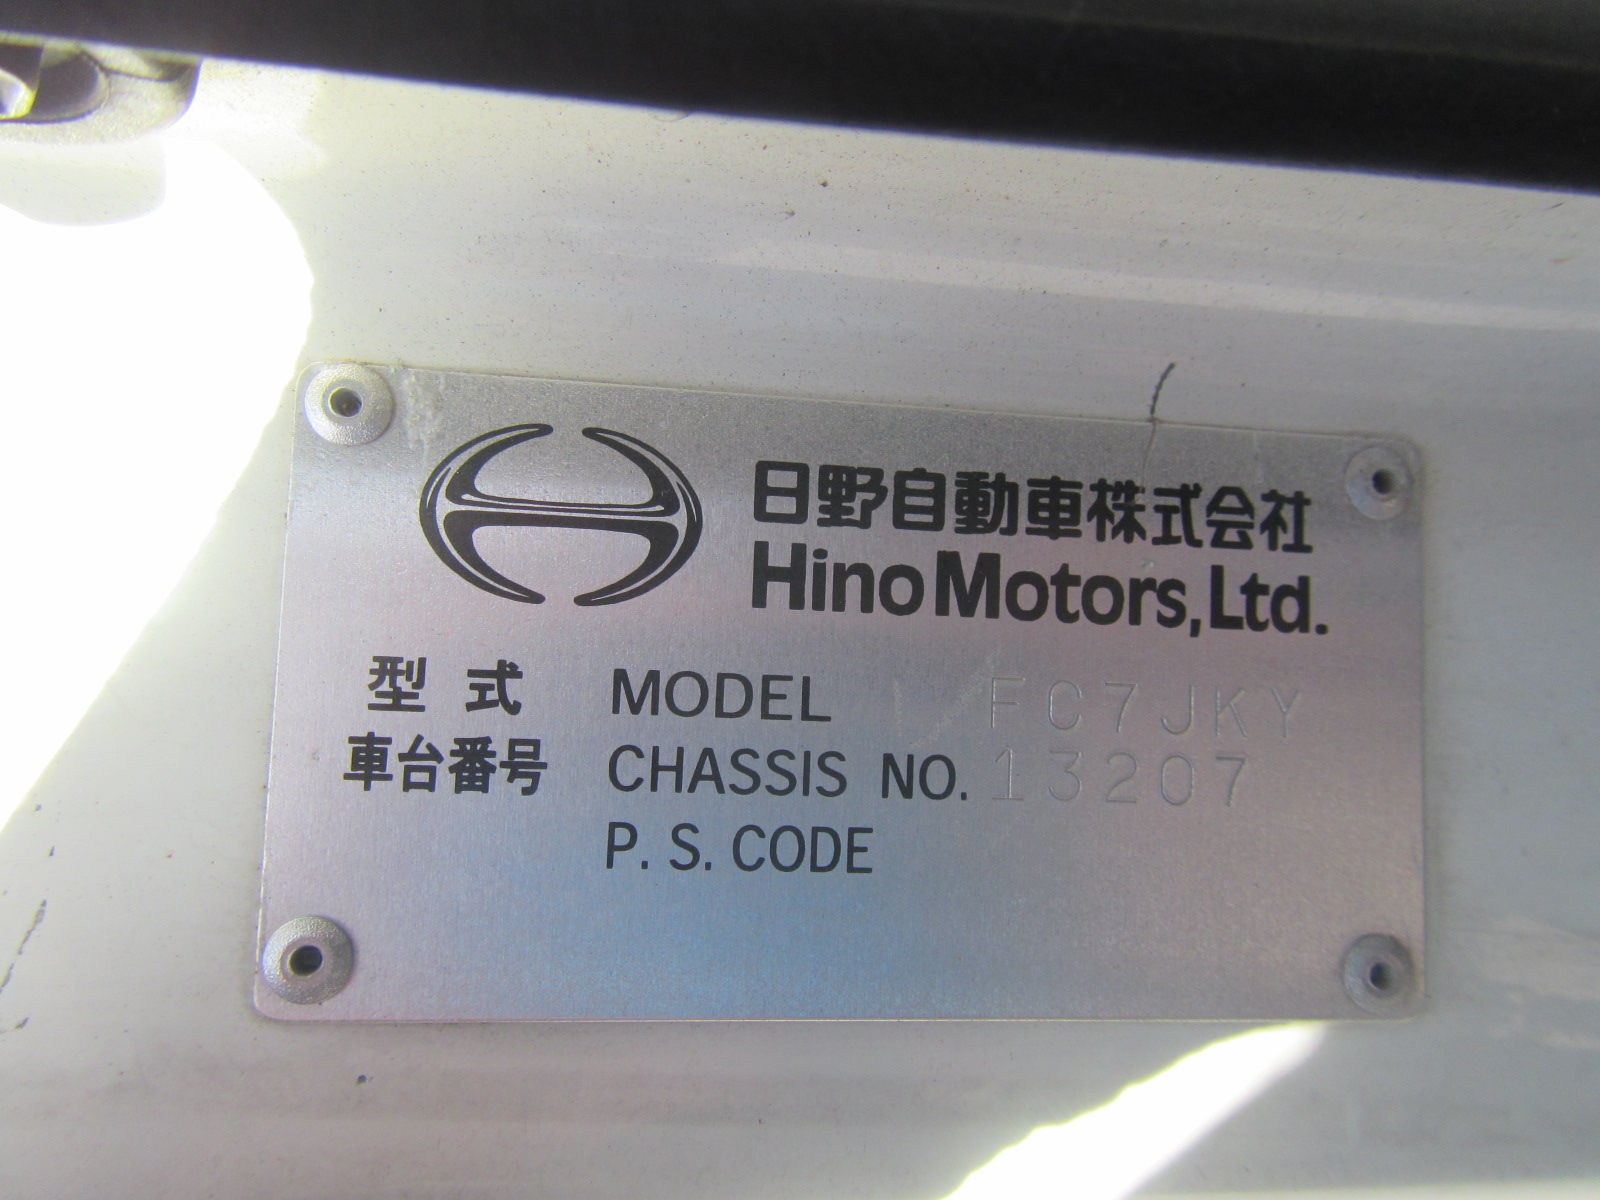 日野自動車株式会社
Hino Motors, Ltd.
型式 MODEL FC7JKY
車台番号 CHASSIS NO. 13207
P. S. CODE